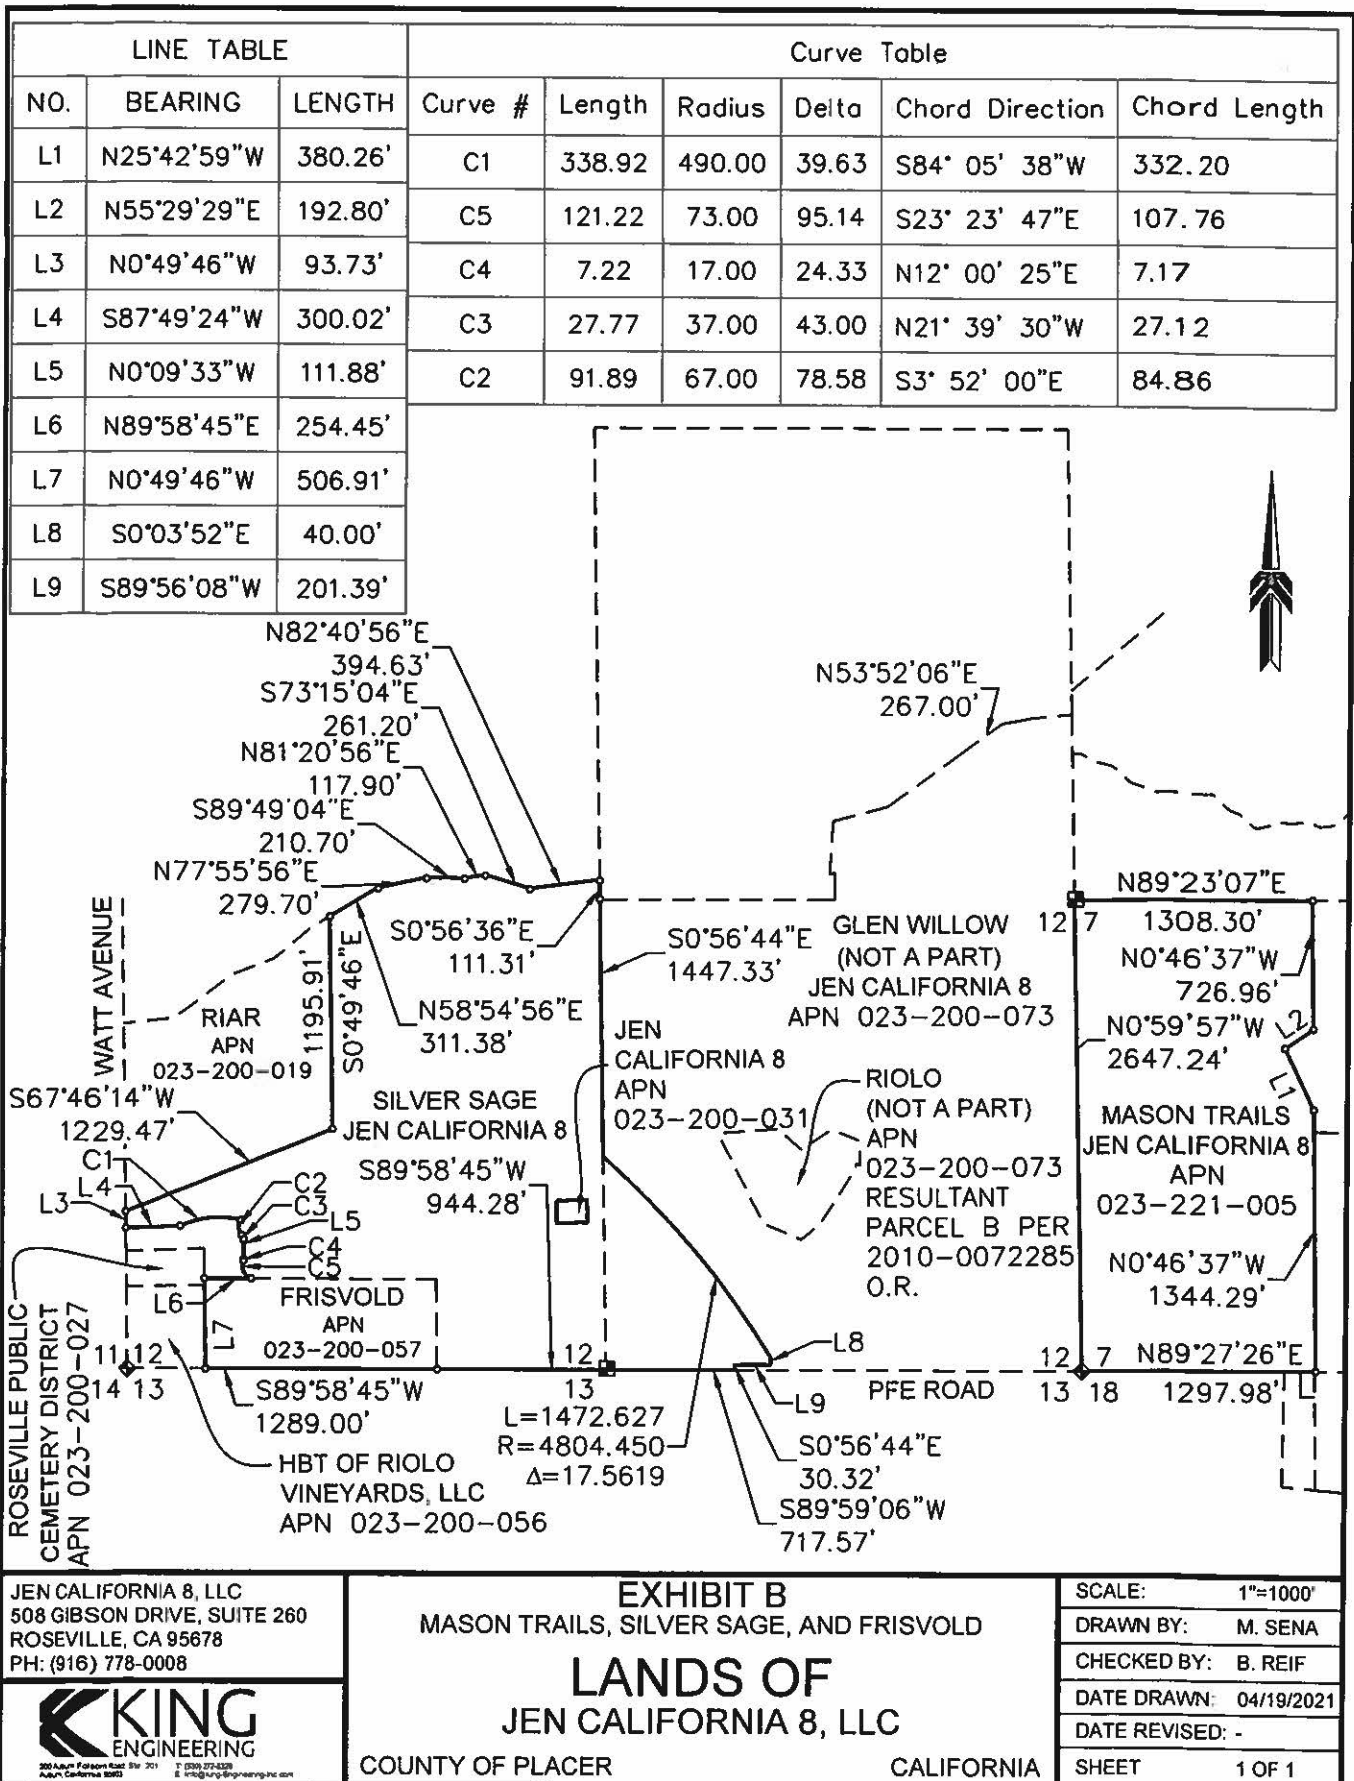 LINE TABLE
NO. BEARING LENGTH
L1 N25°42'59"W 380.26'
L2 N55°29'29"E 192.80'
L3 N0°49'46"W 93.73'
L4 S87°49'24"W 300.02'
L5 N0°09'33"W 111.88'
L6 N89°58'45"E 254.45'
L7 N0°49'46"W 506.91'
L8 S0°03'52"E 40.00'
L9 S89°56'08"W 201.39'
Curve Table
Curve # Length Radius Delta Chord Direction Chord Length
C1 338.92 490.00 39.63 S84° 05' 38"W 332.20
C5 121.22 73.00 95.14 S23° 23' 47"E 107.76
C4 7.22 17.00 24.33 N12° 00' 25"E 7.17
C3 27.77 37.00 43.00 N21° 39' 30"W 27.12
C2 91.89 67.00 78.58 S3° 52' 00"E 84.86
N82°40'56"E
394.63'
S73°15'04"E
261.20'
N81°20'56"E
117.90'
S89°49'04"E
210.70'
N77°55'56"E
279.70'
N53°52'06"E
267.00'
S0°56'36"E
111.31'
N58°54'56"E
311.38'
S0°56'44"E
1447.33'
GLEN WILLOW
(NOT A PART)
JEN CALIFORNIA 8
APN 023-200-073
12 7
N89°23'07"E
1308.30'
N0°46'37"W
726.96'
N0°59'57"W
2647.24'
L2
L1
WATT AVENUE
RIAR
APN
023-200-019
1195.91'
S0°49'46"E
S67°46'14"W
1229.47'
SILVER SAGE
JEN CALIFORNIA 8
JEN
CALIFORNIA 8
APN
023-200-031
RIOLO
(NOT A PART)
APN
023-200-073
RESULTANT
PARCEL B PER
2010-0072285
O.R.
MASON TRAILS
JEN CALIFORNIA 8
APN
023-221-005
N0°46'37"W
1344.29'
S89°58'45"W
944.28'
C1
L4
L3
C2
C3
L5
C4
C5
L6
L7
FRISVOLD
APN
023-200-057
11 12
14 13
S89°58'45"W
1289.00'
12
13
L8
L9
PFE ROAD
12 7
13 18
N89°27'26"E
1297.98'
L=1472.627
R=4804.450
Δ=17.5619
S0°56'44"E
30.32'
S89°59'06"W
717.57'
HBT OF RIOLO
VINEYARDS, LLC
APN 023-200-056
ROSEVILLE PUBLIC
CEMETERY DISTRICT
APN 023-200-027
JEN CALIFORNIA 8, LLC
508 GIBSON DRIVE, SUITE 260
ROSEVILLE, CA 95678
PH: (916) 778-0008
KING
ENGINEERING
EXHIBIT B
MASON TRAILS, SILVER SAGE, AND FRISVOLD
LANDS OF
JEN CALIFORNIA 8, LLC
COUNTY OF PLACER CALIFORNIA
SCALE: 1"=1000'
DRAWN BY: M. SENA
CHECKED BY: B. REIF
DATE DRAWN: 04/19/2021
DATE REVISED: -
SHEET 1 OF 1